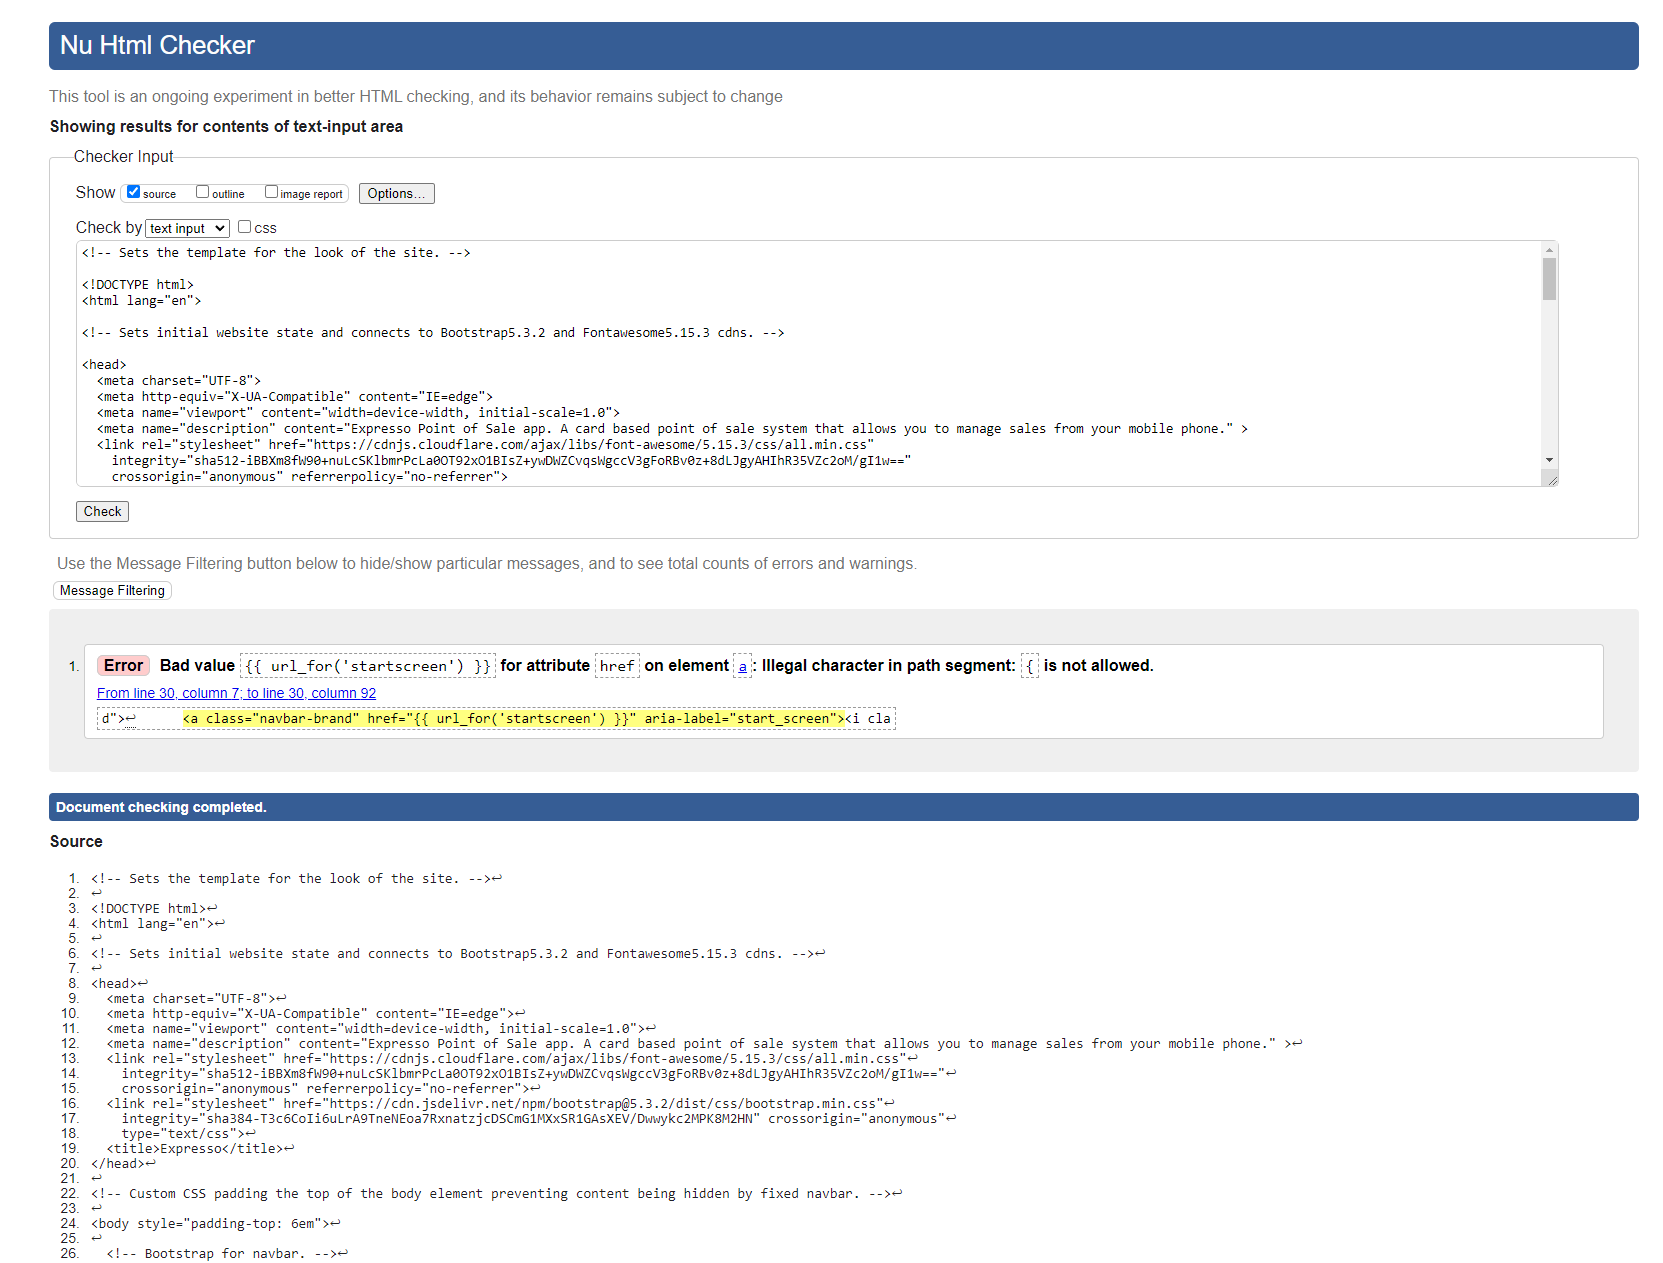 Nu Html Checker
This tool is an ongoing experiment in better HTML checking, and its behavior remains subject to change
Showing results for contents of text-input area
Checker Input
Show source outline image report Options...
Check by text input css
<!-- Sets the template for the look of the site. -->
<!DOCTYPE html>
<html lang="en">
<!-- Sets initial website state and connects to Bootstrap5.3.2 and Fontawesome5.15.3 cdns. -->
<head>
<meta charset="UTF-8">
<meta http-equiv="X-UA-Compatible" content="IE=edge">
<meta name="viewport" content="width=device-width, initial-scale=1.0">
<meta name="description" content="Expresso Point of Sale app. A card based point of sale system that allows you to manage sales from your mobile phone." >
<link rel="stylesheet" href="https://cdnjs.cloudflare.com/ajax/libs/font-awesome/5.15.3/css/all.min.css"
integrity="sha512-iBBXm8fW90+nuLcSKlbmrPcLa0OT92xO1BIsZ+ywDWZCvqsWgccV3gFoRBv0z+8dLJgyAHIhR35VZc2oM/gI1w=="
crossorigin="anonymous" referrerpolicy="no-referrer">
Check
Use the Message Filtering button below to hide/show particular messages, and to see total counts of errors and warnings.
Message Filtering
1. Error Bad value {{ url_for('startscreen') }} for attribute href on element a: Illegal character in path segment: { is not allowed.
From line 30, column 7; to line 30, column 92
d">↩ <a class="navbar-brand" href="{{ url_for('startscreen') }}" aria-label="start_screen"><i cla
Document checking completed.
Source
1. <!-- Sets the template for the look of the site. -->↩
2. ↩
3. <!DOCTYPE html>↩
4. <html lang="en">↩
5. ↩
6. <!-- Sets initial website state and connects to Bootstrap5.3.2 and Fontawesome5.15.3 cdns. -->↩
7. ↩
8. <head>↩
9. <meta charset="UTF-8">↩
10. <meta http-equiv="X-UA-Compatible" content="IE=edge">↩
11. <meta name="viewport" content="width=device-width, initial-scale=1.0">↩
12. <meta name="description" content="Expresso Point of Sale app. A card based point of sale system that allows you to manage sales from your mobile phone." >↩
13. <link rel="stylesheet" href="https://cdnjs.cloudflare.com/ajax/libs/font-awesome/5.15.3/css/all.min.css"↩
14. integrity="sha512-iBBXm8fW90+nuLcSKlbmrPcLa0OT92xO1BIsZ+ywDWZCvqsWgccV3gFoRBv0z+8dLJgyAHIhR35VZc2oM/gI1w=="↩
15. crossorigin="anonymous" referrerpolicy="no-referrer">↩
16. <link rel="stylesheet" href="https://cdn.jsdelivr.net/npm/bootstrap@5.3.2/dist/css/bootstrap.min.css"↩
17. integrity="sha384-T3c6CoIi6uLrA9TneNEoa7RxnatzjcDSCmG1MXxSR1GAsXEV/Dwwykc2MPK8M2HN" crossorigin="anonymous"↩
18. type="text/css">↩
19. <title>Expresso</title>↩
20. </head>↩
21. ↩
22. <!-- Custom CSS padding the top of the body element preventing content being hidden by fixed navbar. -->↩
23. ↩
24. <body style="padding-top: 6em">↩
25. ↩
26. <!-- Bootstrap for navbar. -->↩